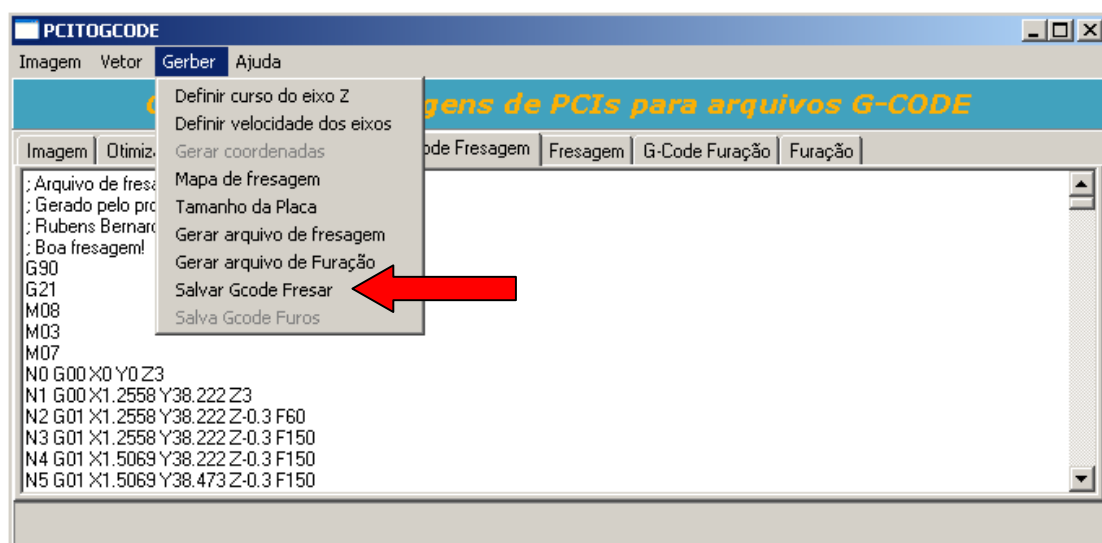 PCITOGCODE
Imagem Vetor Gerber Ajuda
gens de PCIs para arquivos G-CODE
Definir curso do eixo Z
Definir velocidade dos eixos
Gerar coordenadas
Mapa de fresagem
Tamanho da Placa
Gerar arquivo de fresagem
Gerar arquivo de Furação
Salvar Gcode Fresar
Salva Gcode Furos
Imagem Otimiz ode Fresagem Fresagem G-Code Furação Furação
; Arquivo de fresa
; Gerado pelo pro
; Rubens Bernard
; Boa fresagem!
G90
G21
M08
M03
M07
N0 G00 X0 Y0 Z3
N1 G00 X1.2558 Y38.222 Z3
N2 G01 X1.2558 Y38.222 Z-0.3 F60
N3 G01 X1.2558 Y38.222 Z-0.3 F150
N4 G01 X1.5069 Y38.222 Z-0.3 F150
N5 G01 X1.5069 Y38.473 Z-0.3 F150